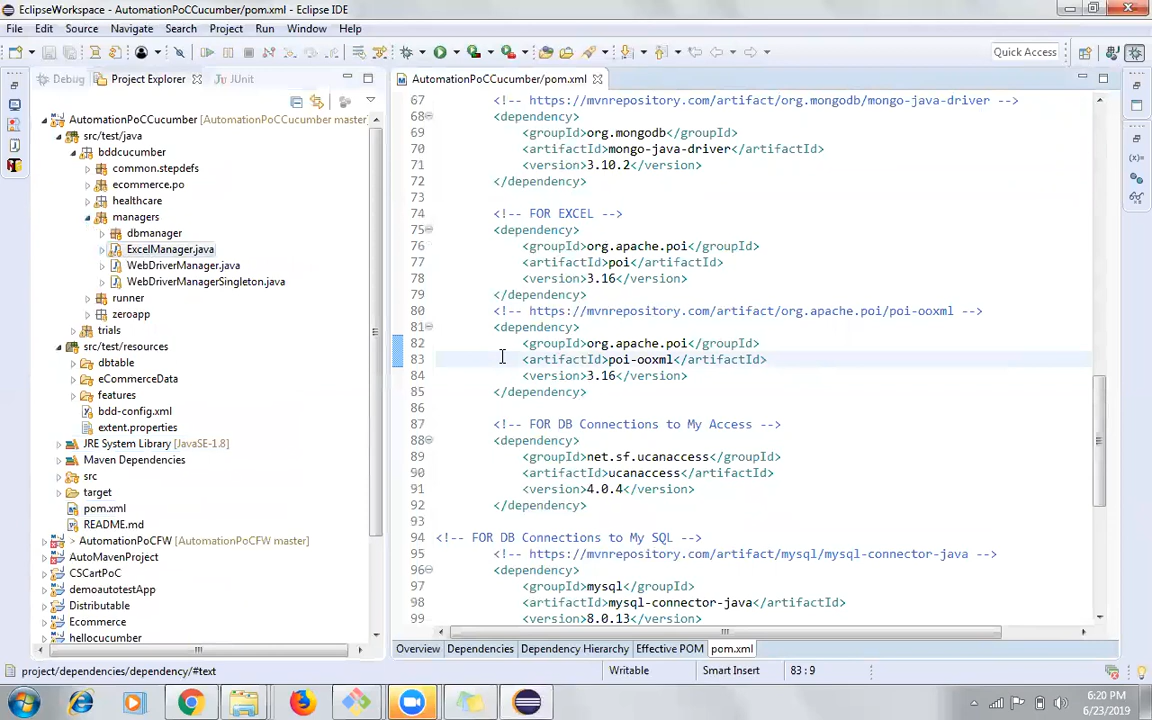 EclipseWorkspace - AutomationPoCCucumber/pom.xml - Eclipse IDE
File Edit Source Navigate Search Project Run Window Help
Quick Access
Debug Project Explorer JUnit
AutomationPoCCucumber/pom.xml
AutomationPoCCucumber [AutomationPoCCucumber master]
src/test/java
bddcucumber
common.stepdefs
ecommerce.po
healthcare
managers
dbmanager
ExcelManager.java
WebDriverManager.java
WebDriverManagerSingleton.java
runner
zeroapp
trials
src/test/resources
dbtable
eCommerceData
features
bdd-config.xml
extent.properties
JRE System Library [JavaSE-1.8]
Maven Dependencies
src
target
pom.xml
README.md
> AutomationPoCFW [AutomationPoCFW master]
AutoMavenProject
CSCartPoC
demoautotestApp
Distributable
Ecommerce
hellocucumber
67 <!-- https://mvnrepository.com/artifact/org.mongodb/mongo-java-driver -->
68 <dependency>
69 <groupId>org.mongodb</groupId>
70 <artifactId>mongo-java-driver</artifactId>
71 <version>3.10.2</version>
72 </dependency>
73
74 <!-- FOR EXCEL -->
75 <dependency>
76 <groupId>org.apache.poi</groupId>
77 <artifactId>poi</artifactId>
78 <version>3.16</version>
79 </dependency>
80 <!-- https://mvnrepository.com/artifact/org.apache.poi/poi-ooxml -->
81 <dependency>
82 <groupId>org.apache.poi</groupId>
83 <artifactId>poi-ooxml</artifactId>
84 <version>3.16</version>
85 </dependency>
86
87 <!-- FOR DB Connections to My Access -->
88 <dependency>
89 <groupId>net.sf.ucanaccess</groupId>
90 <artifactId>ucanaccess</artifactId>
91 <version>4.0.4</version>
92 </dependency>
93
94 <!-- FOR DB Connections to My SQL -->
95 <!-- https://mvnrepository.com/artifact/mysql/mysql-connector-java -->
96 <dependency>
97 <groupId>mysql</groupId>
98 <artifactId>mysql-connector-java</artifactId>
99 <version>8.0.13</version>
Overview Dependencies Dependency Hierarchy Effective POM pom.xml
project/dependencies/dependency/#text
Writable Smart Insert 83 : 9
6:20 PM
6/23/2019